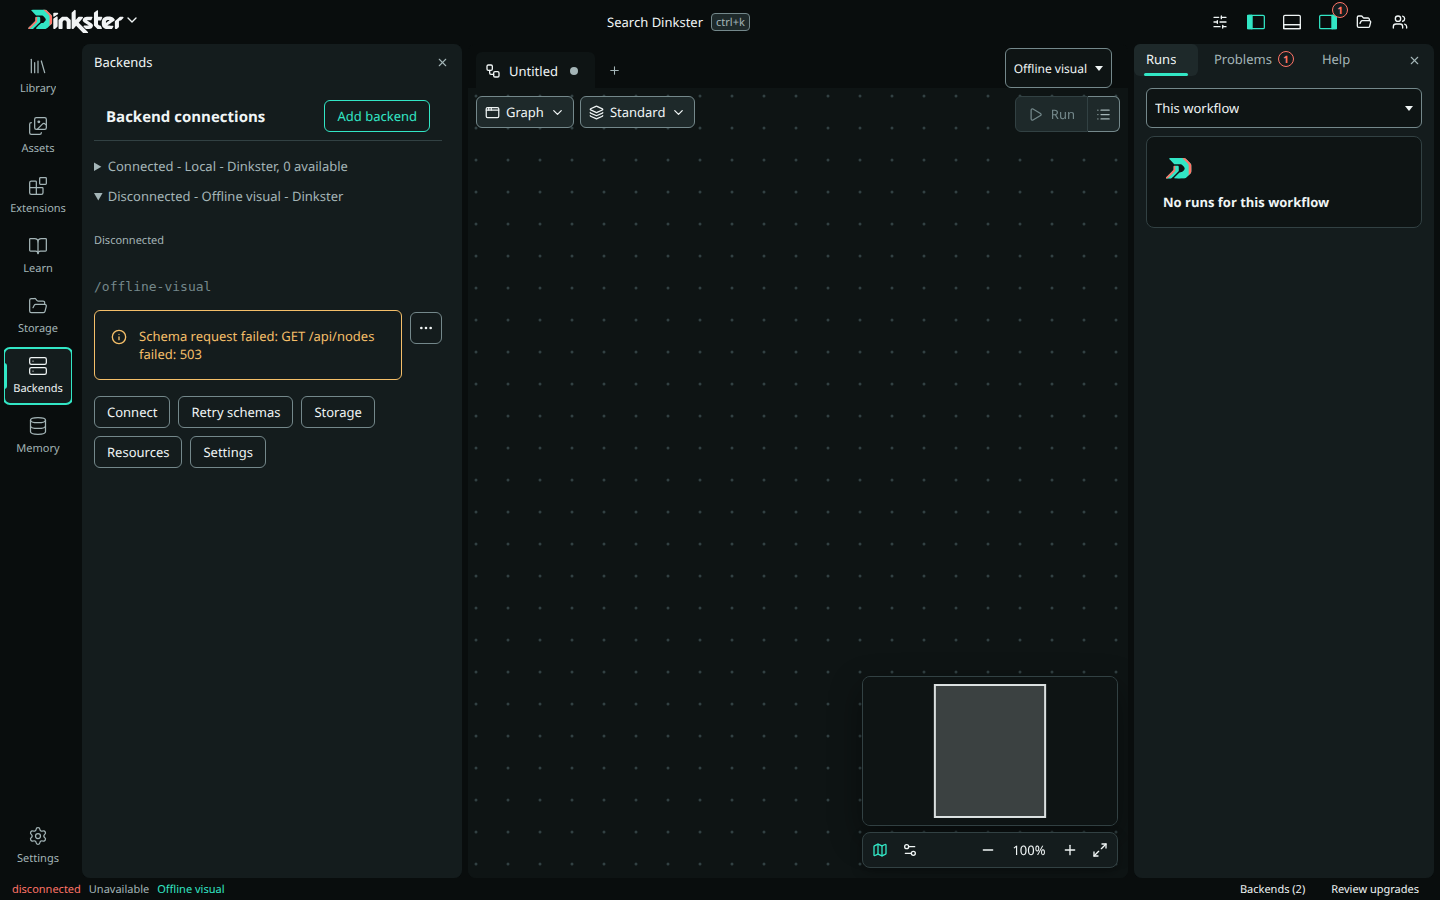 Dinkster
Search Dinkster ctrl+k
1
Library
Assets
Extensions
Learn
Storage
Backends
Memory
Settings
Backends
Backend connections
Add backend
Connected - Local - Dinkster, 0 available
Disconnected - Offline visual - Dinkster
Disconnected
/offline-visual
Schema request failed: GET /api/nodes
failed: 503
Connect
Retry schemas
Storage
Resources
Settings
Untitled
Offline visual
Graph
Standard
Run
100%
Runs
Problems 1
Help
This workflow
No runs for this workflow
disconnected Unavailable Offline visual
Backends (2)
Review upgrades